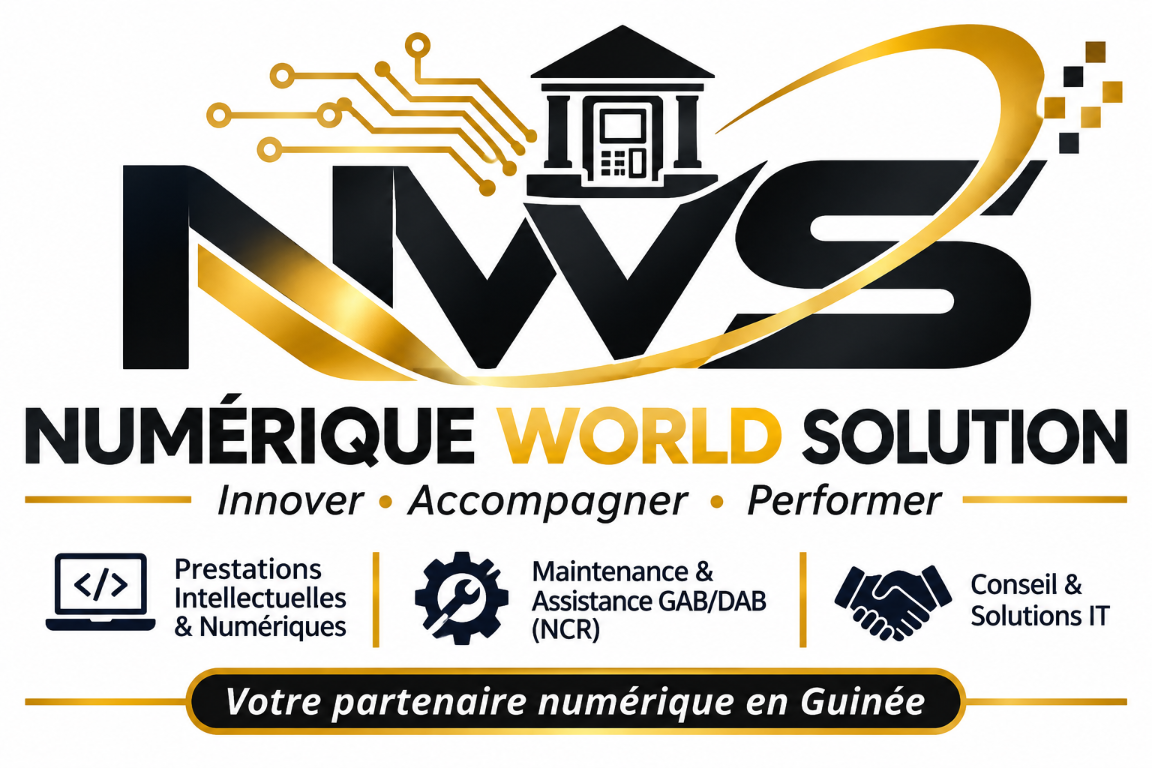 NWS
NUMÉRIQUE WORLD SOLUTION
Innover • Accompagner • Performer
</>
Prestations
Intellectuelles
& Numériques
Maintenance &
Assistance GAB/DAB
(NCR)
Conseil &
Solutions IT
Votre partenaire numérique en Guinée